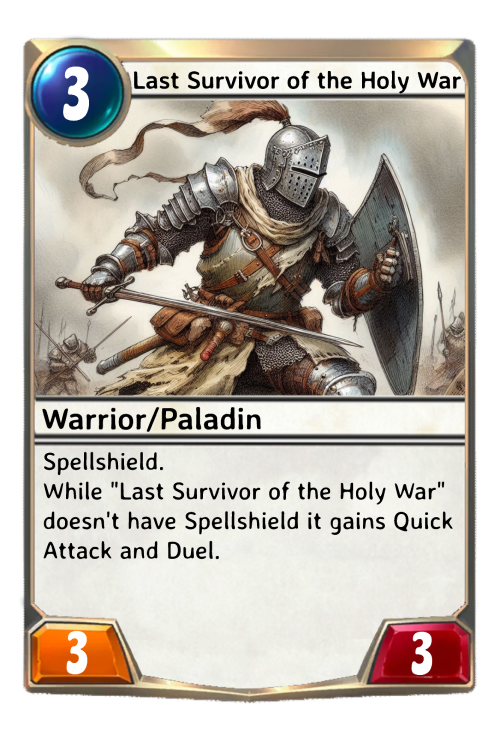 3
Last Survivor of the Holy War
Warrior/Paladin
Spellshield.
While "Last Survivor of the Holy War"
doesn't have Spellshield it gains Quick
Attack and Duel.
3
3